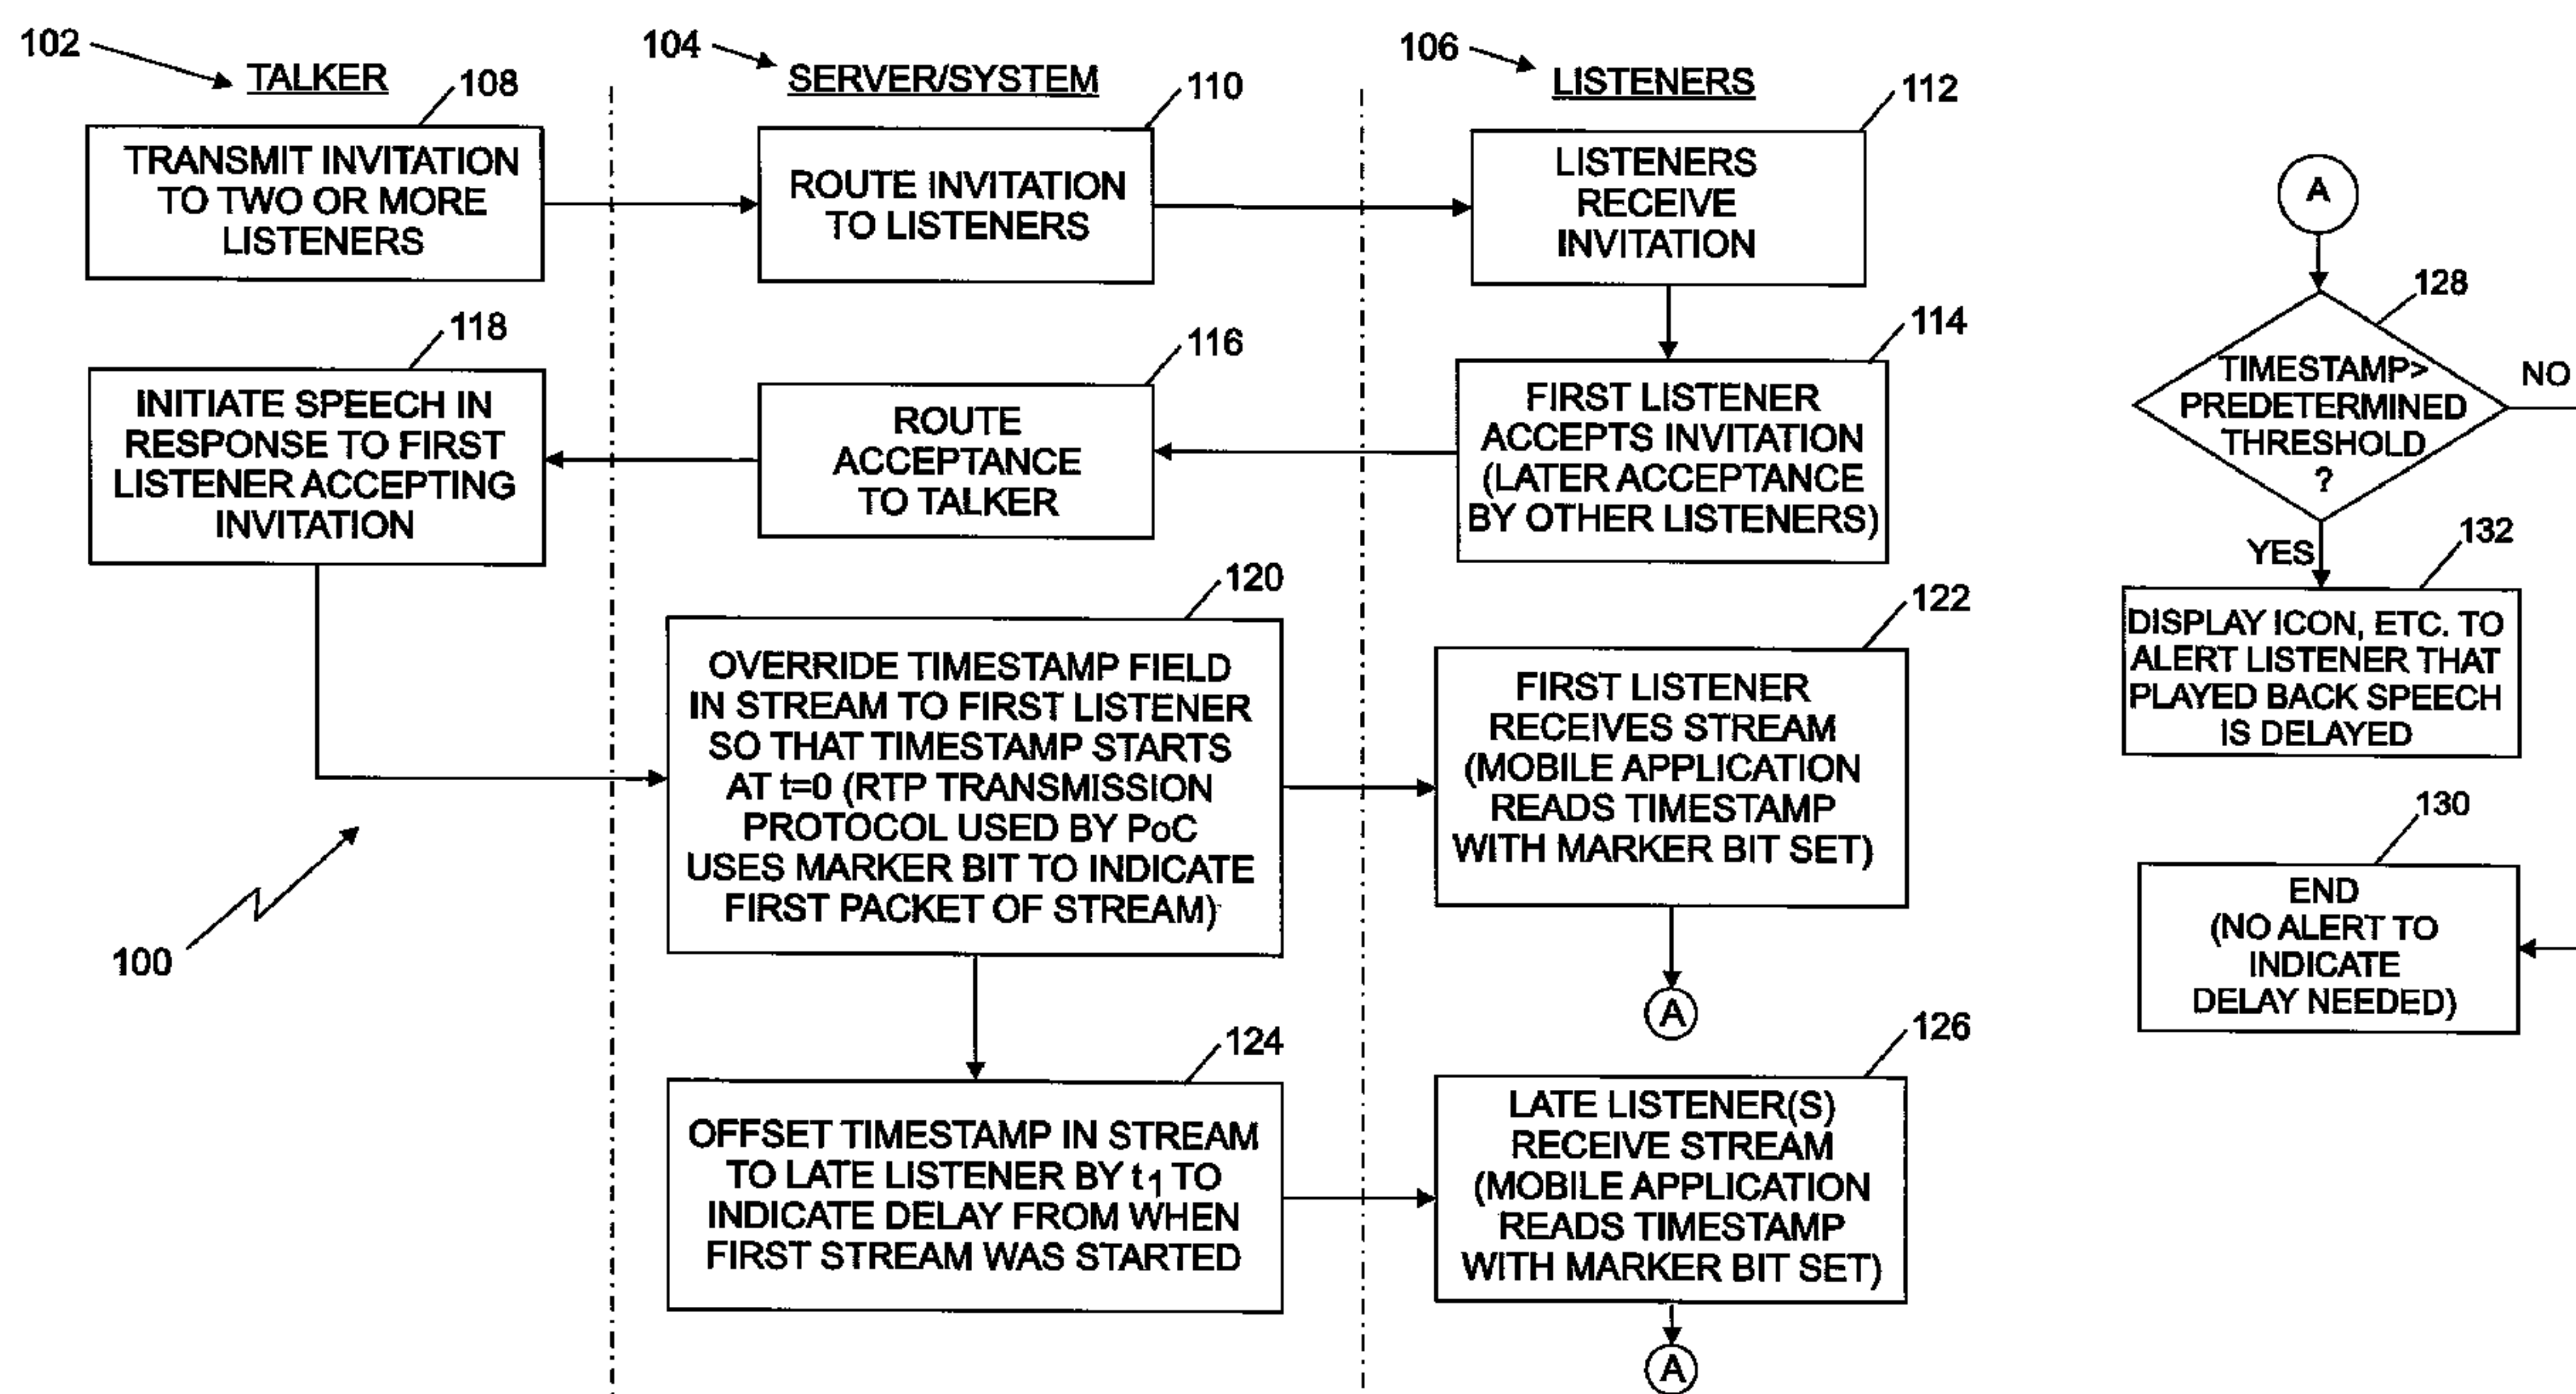 102
TALKER
104
SERVER/SYSTEM
106
LISTENERS
108
TRANSMIT INVITATION
TO TWO OR MORE
LISTENERS
110
ROUTE INVITATION
TO LISTENERS
112
LISTENERS
RECEIVE
INVITATION
118
INITIATE SPEECH IN
RESPONSE TO FIRST
LISTENER ACCEPTING
INVITATION
116
ROUTE
ACCEPTANCE
TO TALKER
114
FIRST LISTENER
ACCEPTS INVITATION
(LATER ACCEPTANCE
BY OTHER LISTENERS)
120
OVERRIDE TIMESTAMP FIELD
IN STREAM TO FIRST LISTENER
SO THAT TIMESTAMP STARTS
AT t=0 (RTP TRANSMISSION
PROTOCOL USED BY PoC
USES MARKER BIT TO INDICATE
FIRST PACKET OF STREAM)
122
FIRST LISTENER
RECEIVES STREAM
(MOBILE APPLICATION
READS TIMESTAMP
WITH MARKER BIT SET)
A
100
124
OFFSET TIMESTAMP IN STREAM
TO LATE LISTENER BY t1 TO
INDICATE DELAY FROM WHEN
FIRST STREAM WAS STARTED
126
LATE LISTENER(S)
RECEIVE STREAM
(MOBILE APPLICATION
READS TIMESTAMP
WITH MARKER BIT SET)
A
A
128
TIMESTAMP>
PREDETERMINED
THRESHOLD
?
NO
YES
132
DISPLAY ICON, ETC. TO
ALERT LISTENER THAT
PLAYED BACK SPEECH
IS DELAYED
130
END
(NO ALERT TO
INDICATE
DELAY NEEDED)